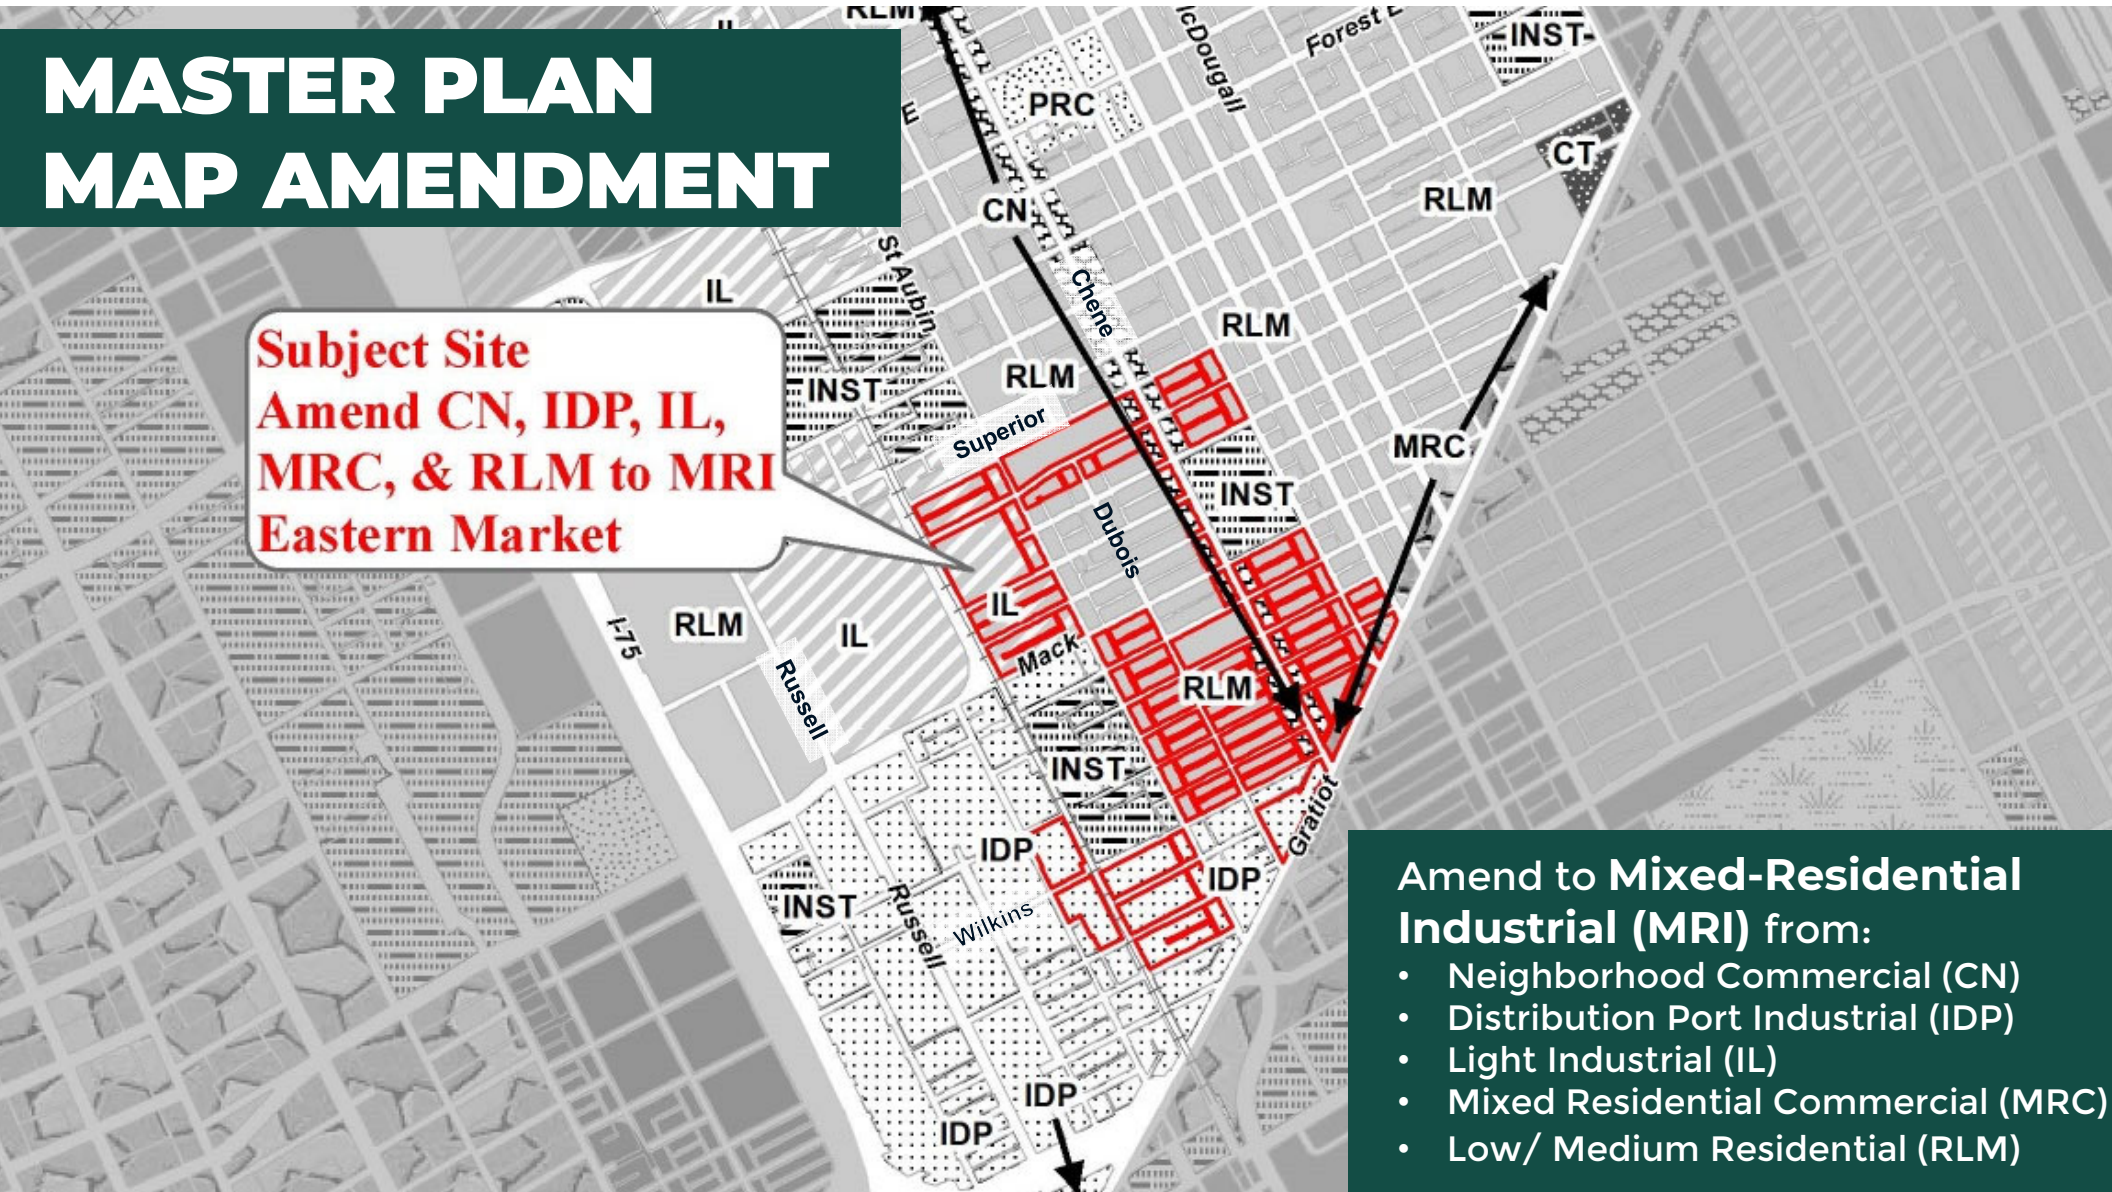 MASTER PLAN
MAP AMENDMENT
RLM
IL
McDougall
Forest E
INST
PRC
E
CT
CN
RLM
St Aubin
IL
Chene
RLM
Subject Site
Amend CN, IDP, IL,
MRC, & RLM to MRI
Eastern Market
INST
RLM
Superior
MRC
INST
Dubois
I-75
RLM
IL
IL
Mack
Russell
RLM
INST
Gratiot
IDP
IDP
INST
Russell
Wilkins
IDP
IDP
Amend to Mixed-Residential
Industrial (MRI) from:
• Neighborhood Commercial (CN)
• Distribution Port Industrial (IDP)
• Light Industrial (IL)
• Mixed Residential Commercial (MRC)
• Low/ Medium Residential (RLM)